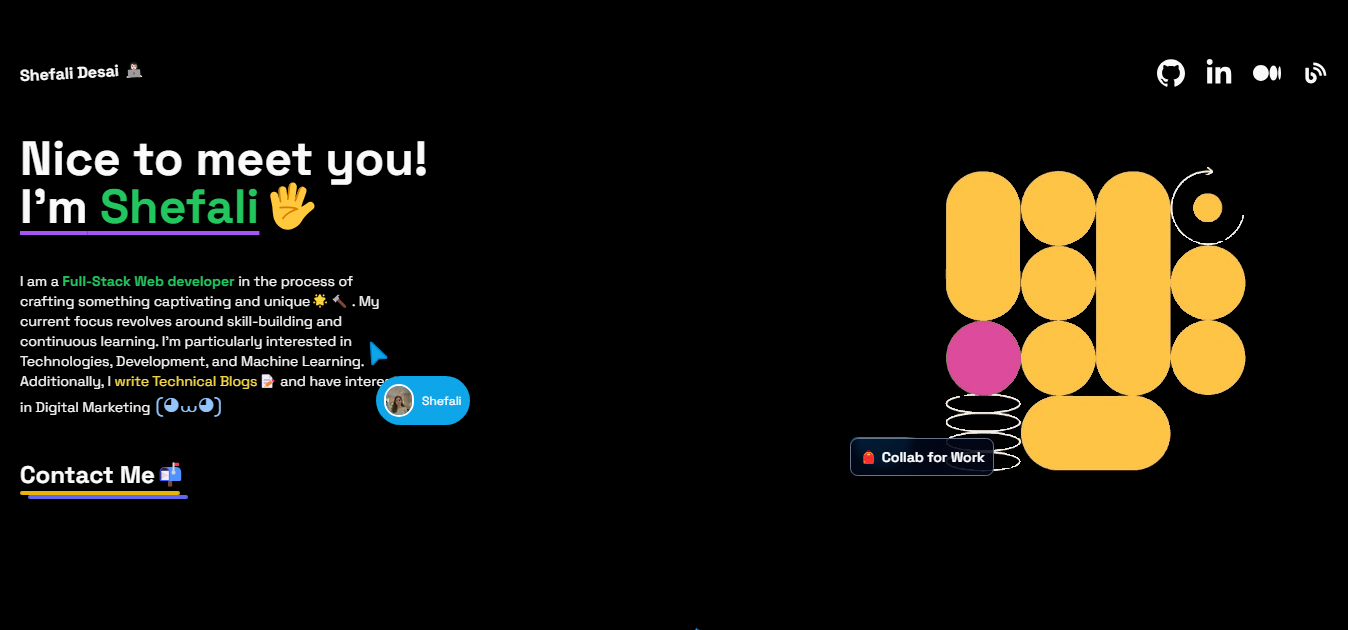 Shefali Desai
Nice to meet you!
I'm Shefali
I am a Full-Stack Web developer in the process of
crafting something captivating and unique . My
current focus revolves around skill-building and
continuous learning. I'm particularly interested in
Technologies, Development, and Machine Learning.
Additionally, I write Technical Blogs and have
in Digital Marketing
Shefali
Contact Me
Collab for Work